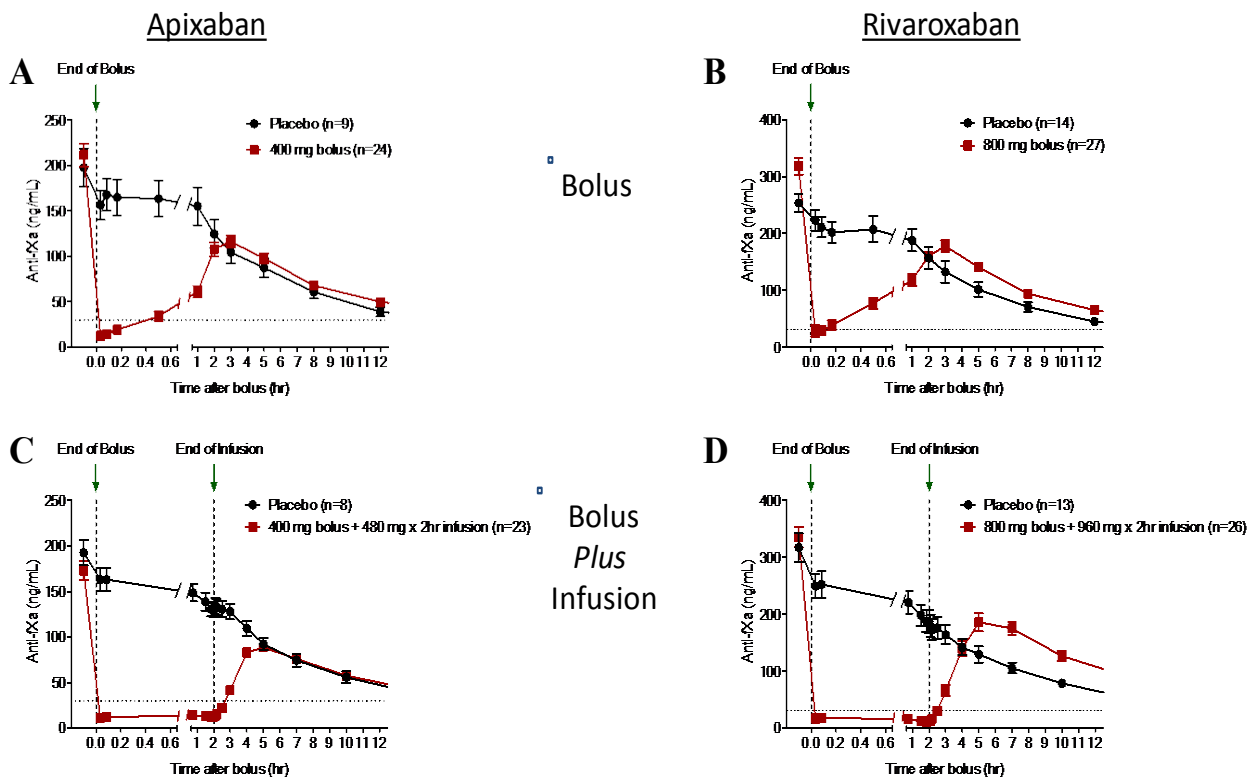 Apixaban
Rivaroxaban
A
End of Bolus
Placebo (n=9)
400 mg bolus (n=24)
Anti-fXa (ng/mL)
250
200
150
100
50
0
0.0 0.2 0.4 0.6 1 2 3 4 5 6 7 8 9 10 11 12
Time after bolus (hr)
Bolus
B
End of Bolus
Placebo (n=14)
800 mg bolus (n=27)
Anti-fXa (ng/mL)
400
300
200
100
0
0.0 0.2 0.4 0.6 1 2 3 4 5 6 7 8 9 10 11 12
Time after bolus (hr)
C
End of Bolus
End of Infusion
Placebo (n=8)
400 mg bolus + 480 mg x 2hr infusion (n=23)
Anti-fXa (ng/mL)
250
200
150
100
50
0
0.0 0.2 0.4 0.6 1 2 3 4 5 6 7 8 9 10 11 12
Time after bolus (hr)
Bolus
Plus
Infusion
D
End of Bolus
End of Infusion
Placebo (n=13)
800 mg bolus + 960 mg x 2hr infusion (n=26)
Anti-fXa (ng/mL)
400
300
200
100
0
0.0 0.2 0.4 0.6 1 2 3 4 5 6 7 8 9 10 11 12
Time after bolus (hr)